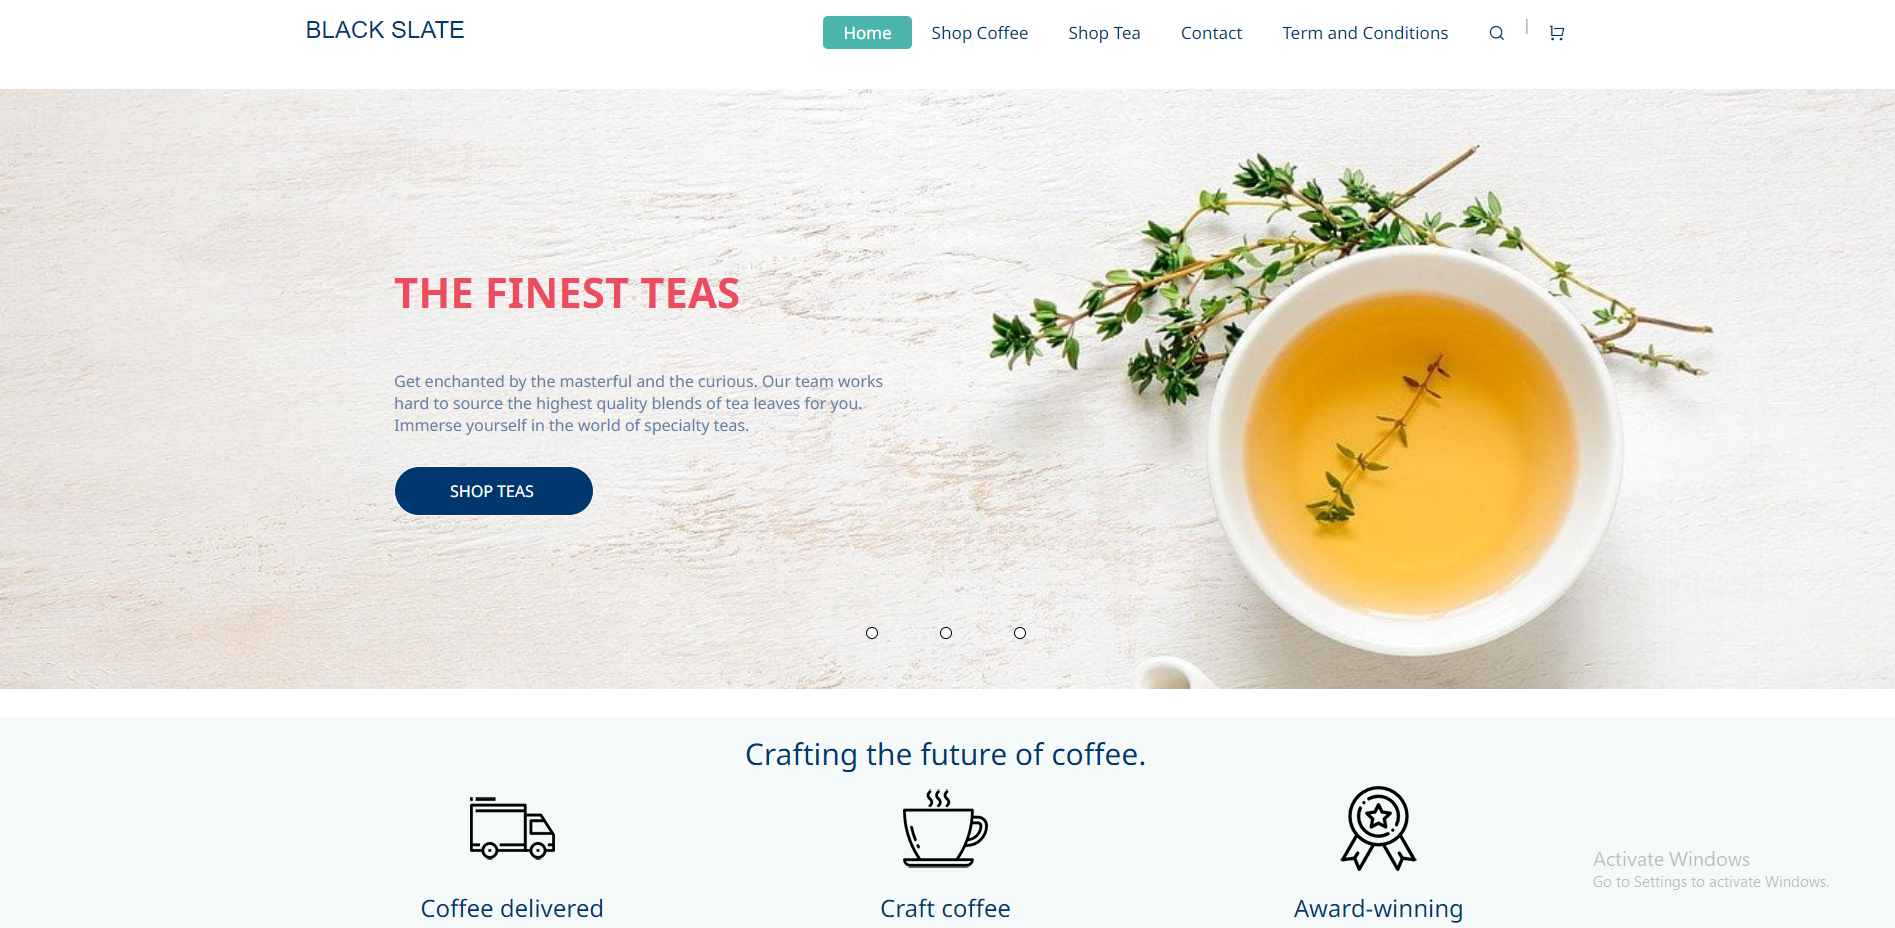 BLACK SLATE
Home Shop Coffee Shop Tea Contact Term and Conditions
THE FINEST TEAS
Get enchanted by the masterful and the curious. Our team works
hard to source the highest quality blends of tea leaves for you.
Immerse yourself in the world of specialty teas.
SHOP TEAS
Crafting the future of coffee.
Coffee delivered
Craft coffee
Award-winning
Activate Windows
Go to Settings to activate Windows.